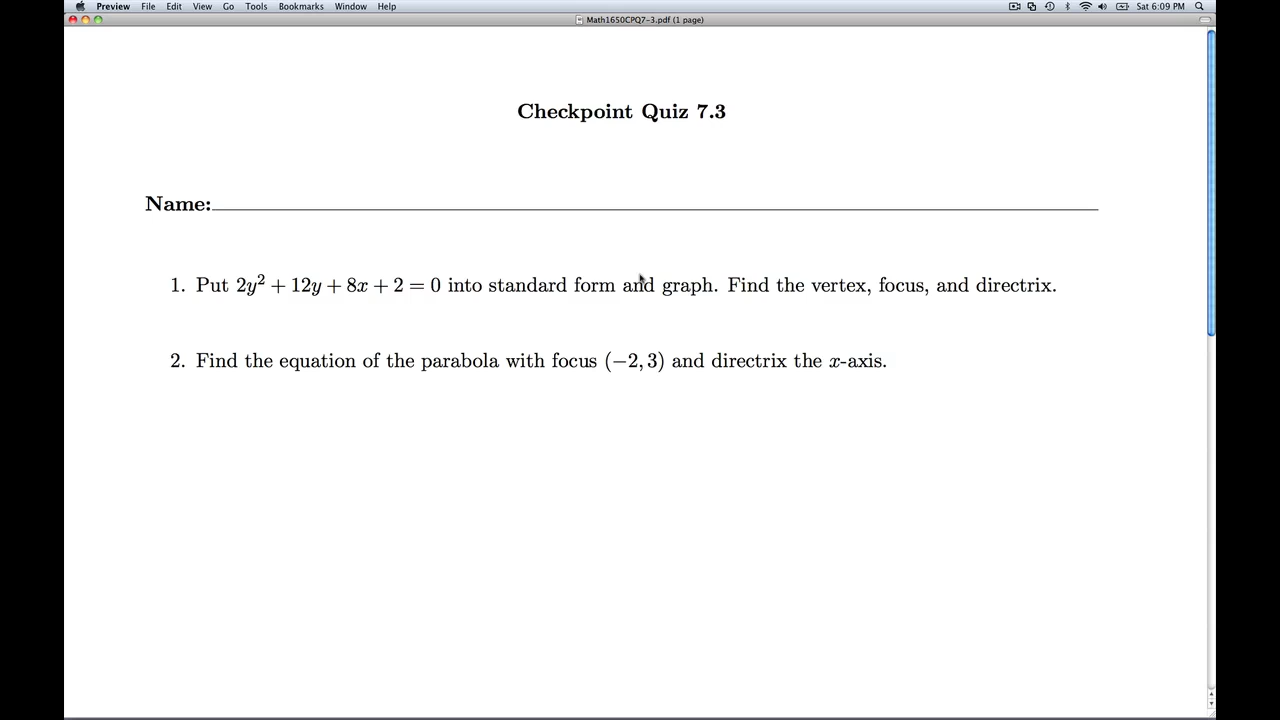 Preview File Edit View Go Tools Bookmarks Window Help Sat 6:09 PM
Math1650CPQ7-3.pdf (1 page)
Checkpoint Quiz 7.3
Name:
1. Put 2y² + 12y + 8x + 2 = 0 into standard form and graph. Find the vertex, focus, and directrix.
2. Find the equation of the parabola with focus (−2, 3) and directrix the x-axis.